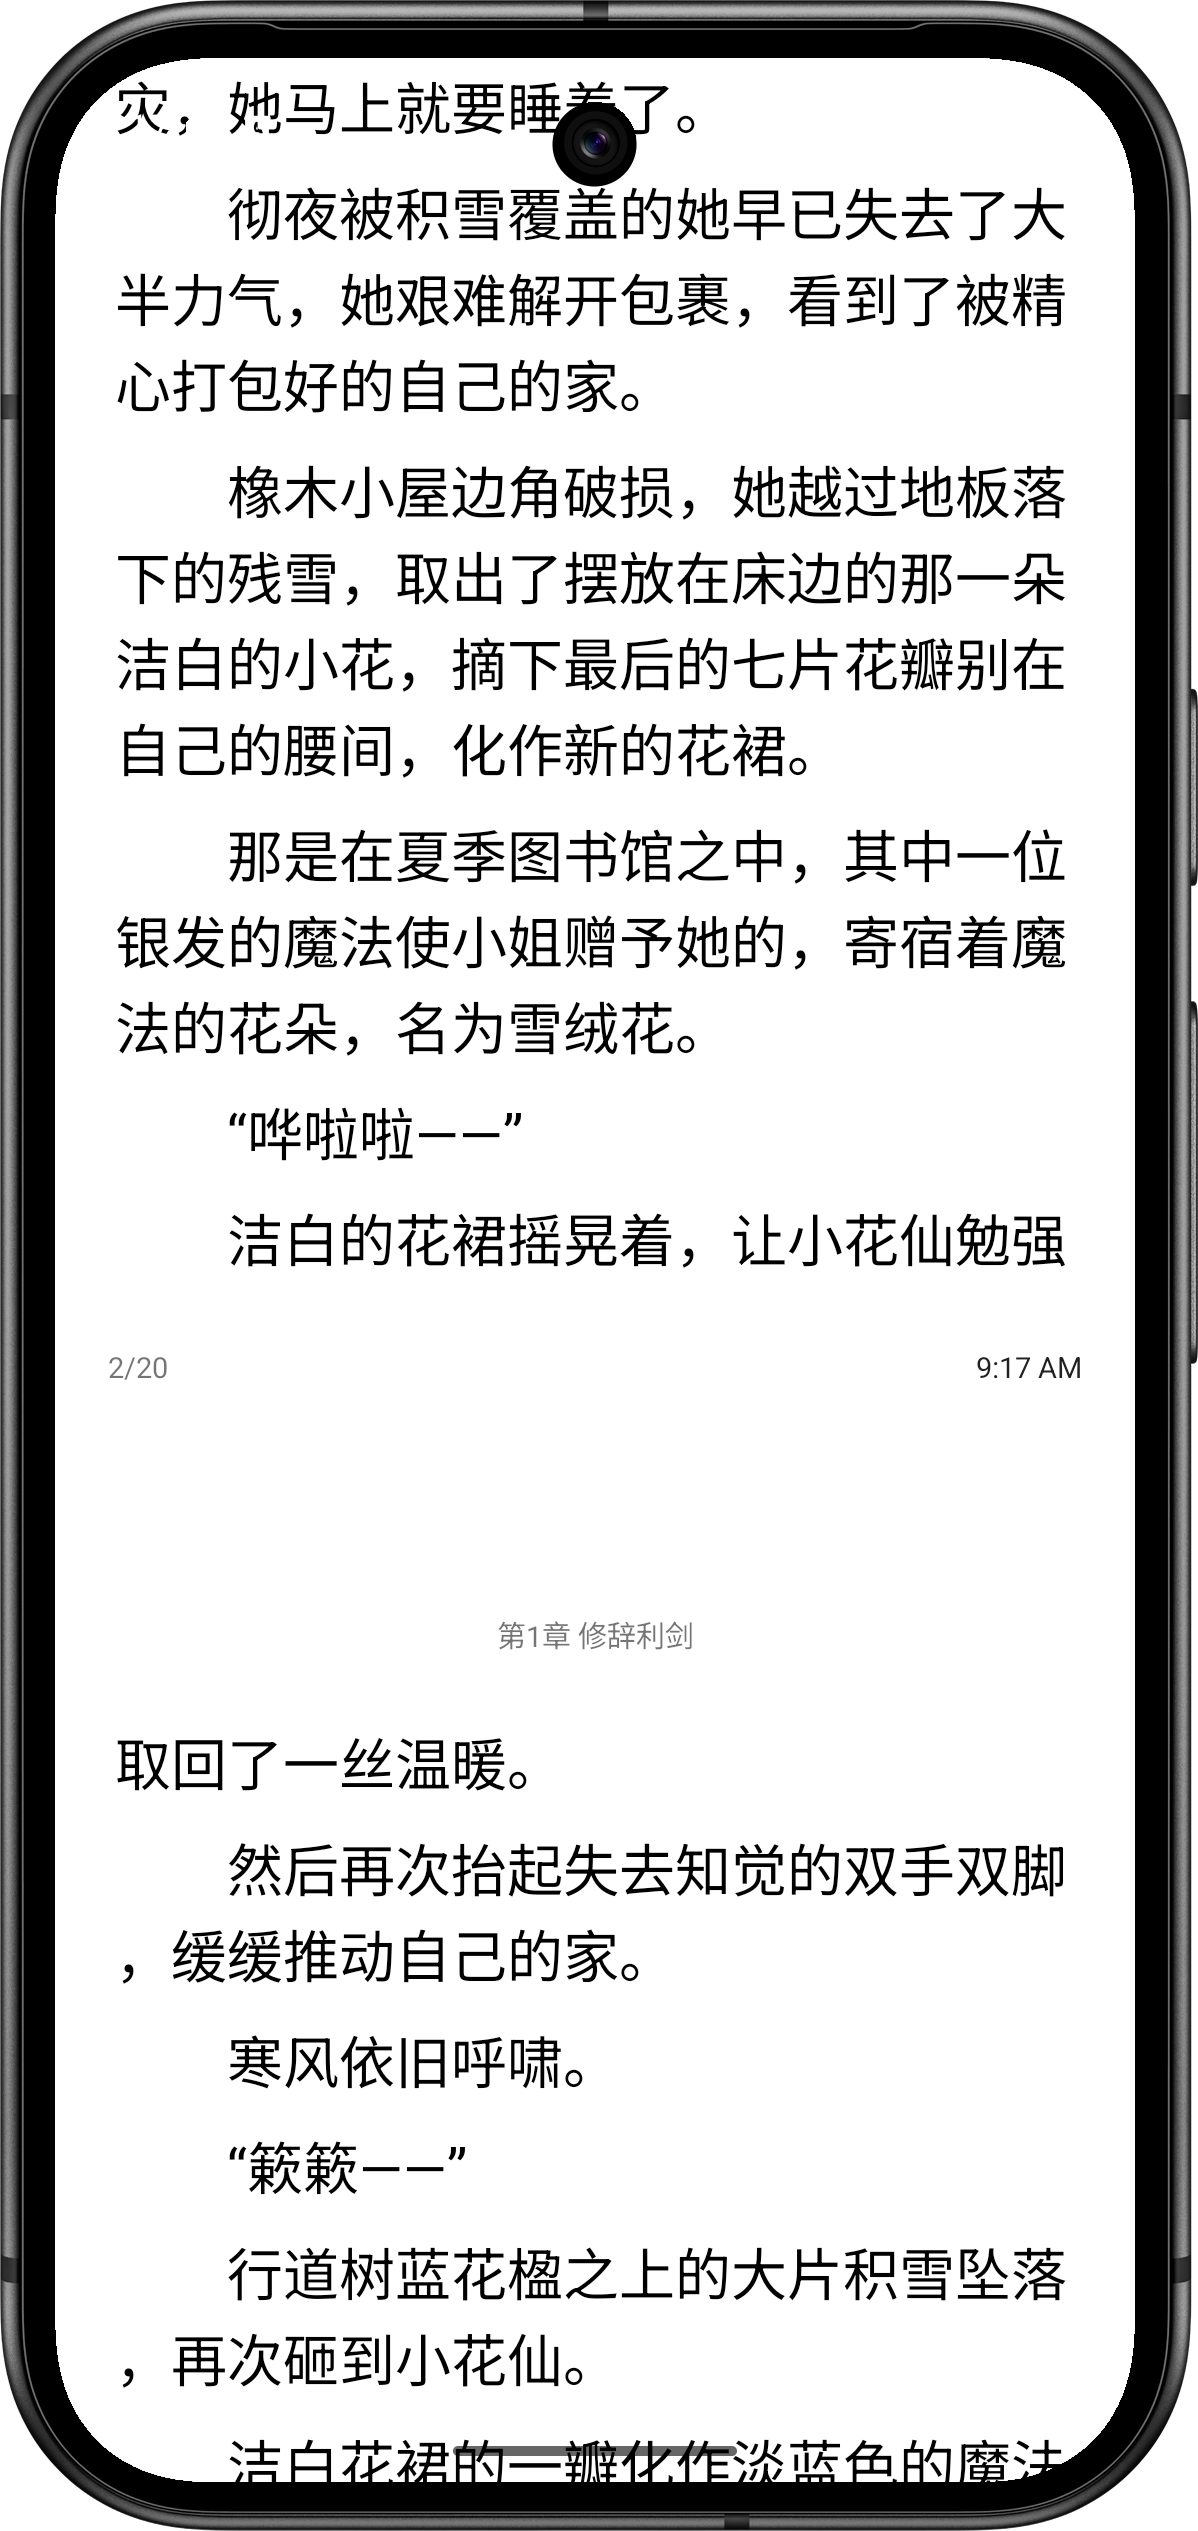 灾，她马上就要睡着了。
彻夜被积雪覆盖的她早已失去了大
半力气，她艰难解开包裹，看到了被精
心打包好的自己的家。
橡木小屋边角破损，她越过地板落
下的残雪，取出了摆放在床边的那一朵
洁白的小花，摘下最后的七片花瓣别在
自己的腰间，化作新的花裙。
那是在夏季图书馆之中，其中一位
银发的魔法使小姐赠予她的，寄宿着魔
法的花朵，名为雪绒花。
“哗啦啦——”
洁白的花裙摇晃着，让小花仙勉强
2/20
9:17 AM
第1章 修辞利剑
取回了一丝温暖。
然后再次抬起失去知觉的双手双脚
，缓缓推动自己的家。
寒风依旧呼啸。
“簌簌——”
行道树蓝花楹之上的大片积雪坠落
，再次砸到小花仙。
洁白花裙的一瓣化作淡蓝色的魔法